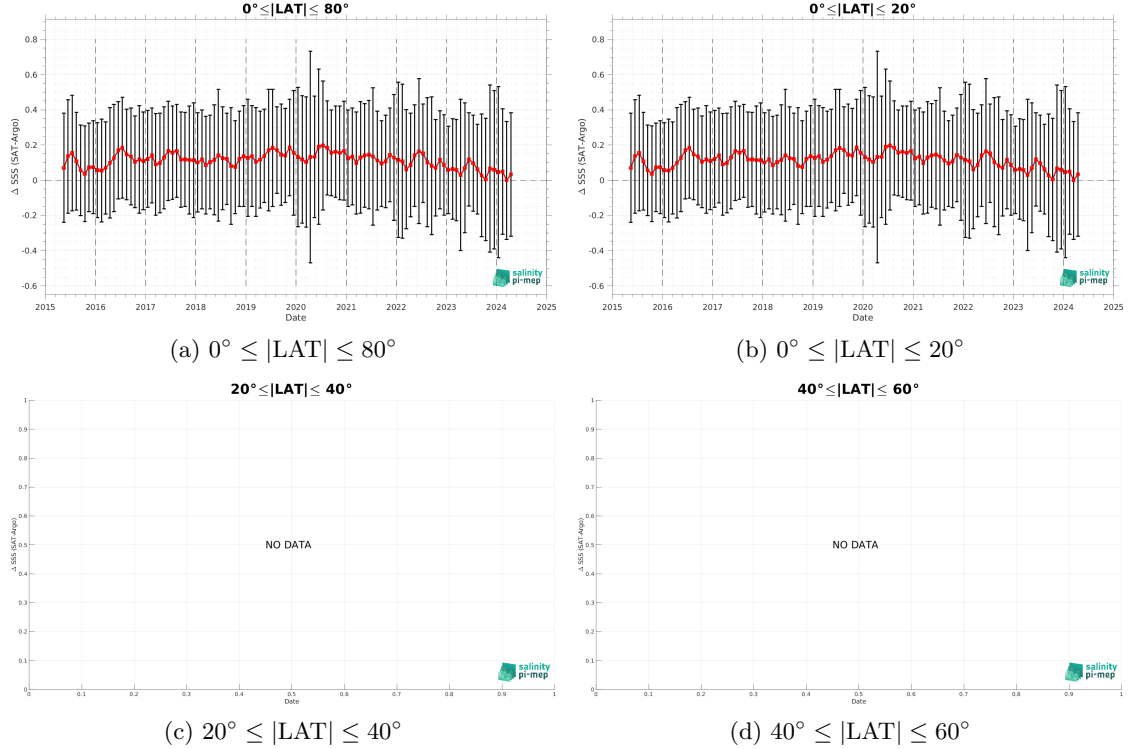 0°≤|LAT|≤ 80°
Δ SSS (SAT-Argo)
0.8
0.6
0.4
0.2
0
-0.2
-0.4
-0.6
2015 2016 2017 2018 2019 2020 2021 2022 2023 2024 2025
Date
salinity
pi-mep
(a) 0° ≤ |LAT| ≤ 80°
0°≤|LAT|≤ 20°
Δ SSS (SAT-Argo)
0.8
0.6
0.4
0.2
0
-0.2
-0.4
-0.6
2015 2016 2017 2018 2019 2020 2021 2022 2023 2024 2025
Date
salinity
pi-mep
(b) 0° ≤ |LAT| ≤ 20°
20°≤|LAT|≤ 40°
Δ SSS (SAT-Argo)
1
0.9
0.8
0.7
0.6
0.5
0.4
0.3
0.2
0.1
0
NO DATA
0 0.1 0.2 0.3 0.4 0.5 0.6 0.7 0.8 0.9 1
Date
salinity
pi-mep
(c) 20° ≤ |LAT| ≤ 40°
40°≤|LAT|≤ 60°
Δ SSS (SAT-Argo)
1
0.9
0.8
0.7
0.6
0.5
0.4
0.3
0.2
0.1
0
NO DATA
0 0.1 0.2 0.3 0.4 0.5 0.6 0.7 0.8 0.9 1
Date
salinity
pi-mep
(d) 40° ≤ |LAT| ≤ 60°